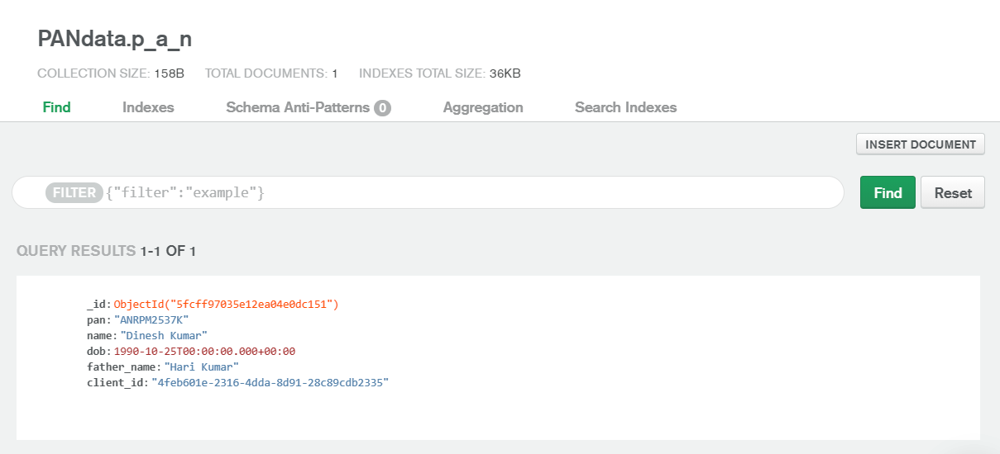 PANdata.p_a_n
COLLECTION SIZE: 158B TOTAL DOCUMENTS: 1 INDEXES TOTAL SIZE: 36KB
Find Indexes Schema Anti-Patterns 0 Aggregation Search Indexes
INSERT DOCUMENT
FILTER {"filter":"example"} Find Reset
QUERY RESULTS 1-1 OF 1
_id: ObjectId("5fcff97035e12ea04e0dc151")
pan: "ANRPM2537K"
name: "Dinesh Kumar"
dob: 1990-10-25T00:00:00.000+00:00
father_name: "Hari Kumar"
client_id: "4feb601e-2316-4dda-8d91-28c89cdb2335"